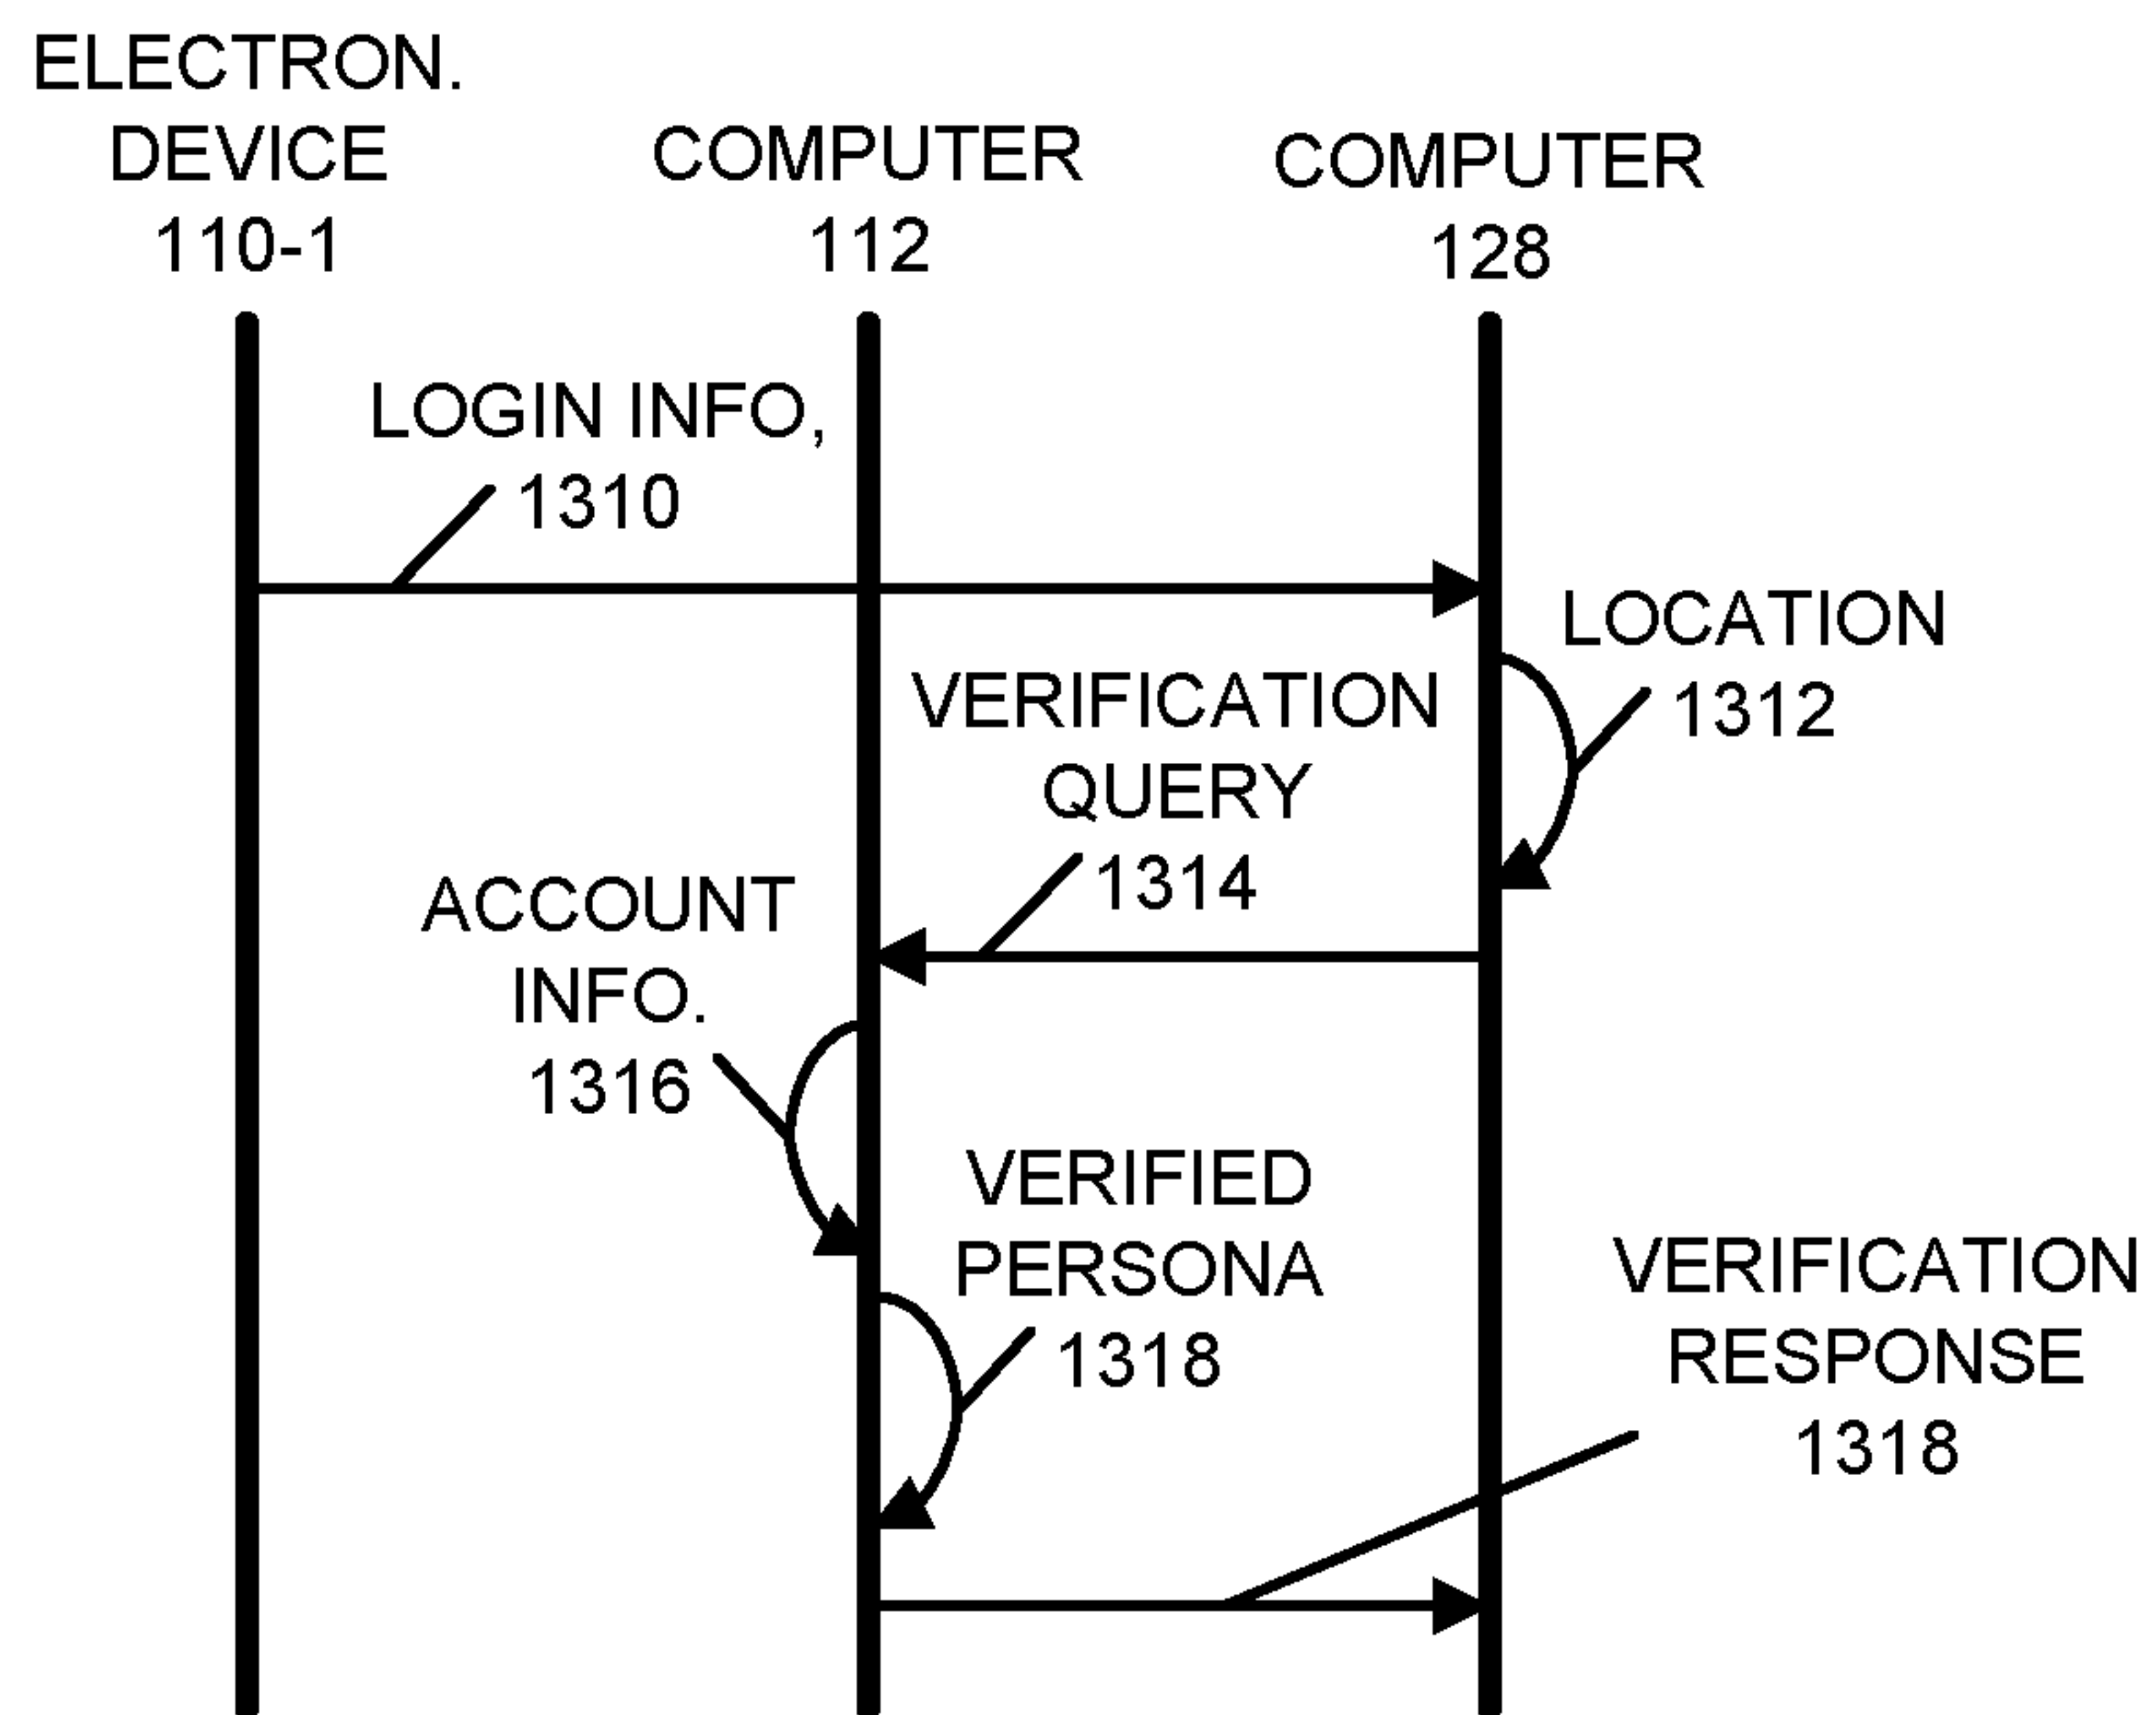 ELECTRON.
DEVICE
110-1
COMPUTER
112
COMPUTER
128
LOGIN INFO,
1310
LOCATION
1312
VERIFICATION
QUERY
1314
ACCOUNT
INFO.
1316
VERIFIED
PERSONA
1318
VERIFICATION
RESPONSE
1318